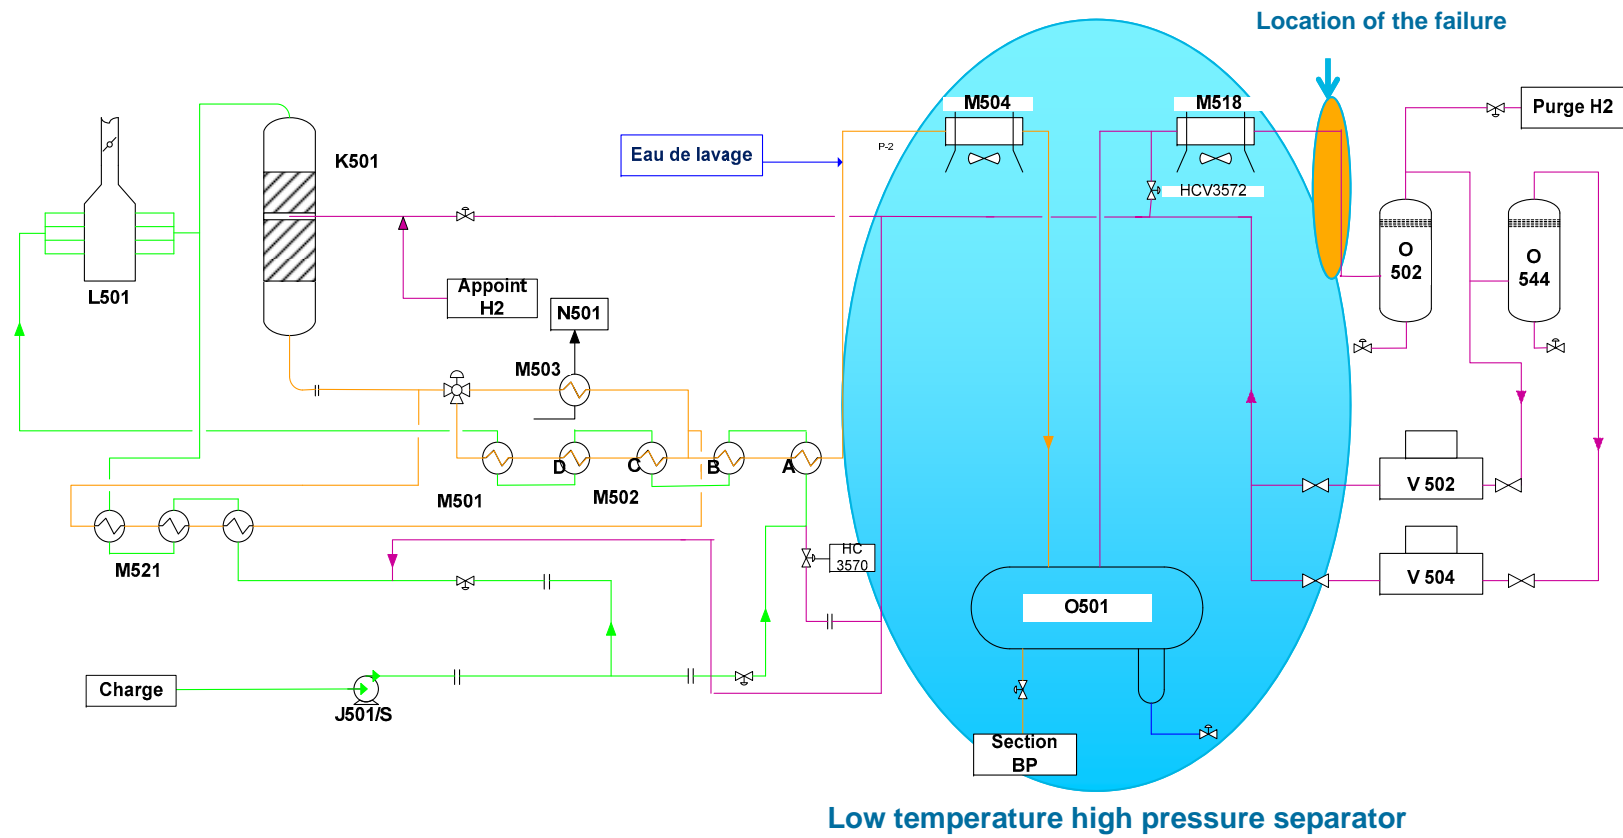 Location of the failure
M504
M518
Purge H2
K501
Eau de lavage
P-2
HCV3572
L501
O
502
O
544
Appoint
H2
N501
M503
D
C
B
A
M501
M502
V 502
M521
HC
3570
V 504
O501
Charge
J501/S
Section
BP
Low temperature high pressure separator